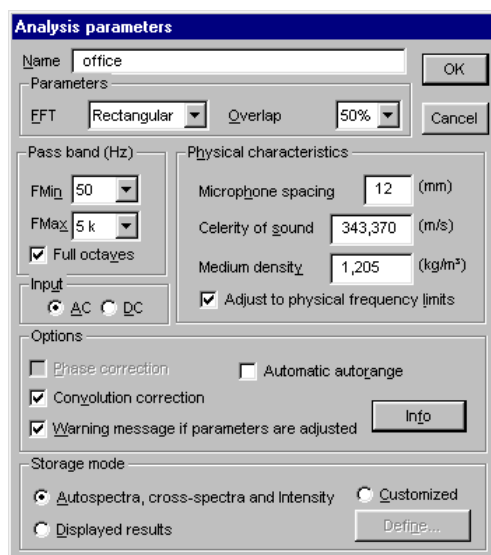 Analysis parameters
Name office
OK
Parameters
FFT Rectangular Overlap 50%
Cancel
Pass band (Hz)
FMin 50
FMax 5 k
Full octaves
Physical characteristics
Microphone spacing 12 (mm)
Celerity of sound 343,370 (m/s)
Medium density 1,205 (kg/m³)
Adjust to physical frequency limits
Input
AC DC
Options
Phase correction Automatic autorange
Convolution correction
Warning message if parameters are adjusted
Info
Storage mode
Autospectra, cross-spectra and Intensity Customized
Displayed results Define...